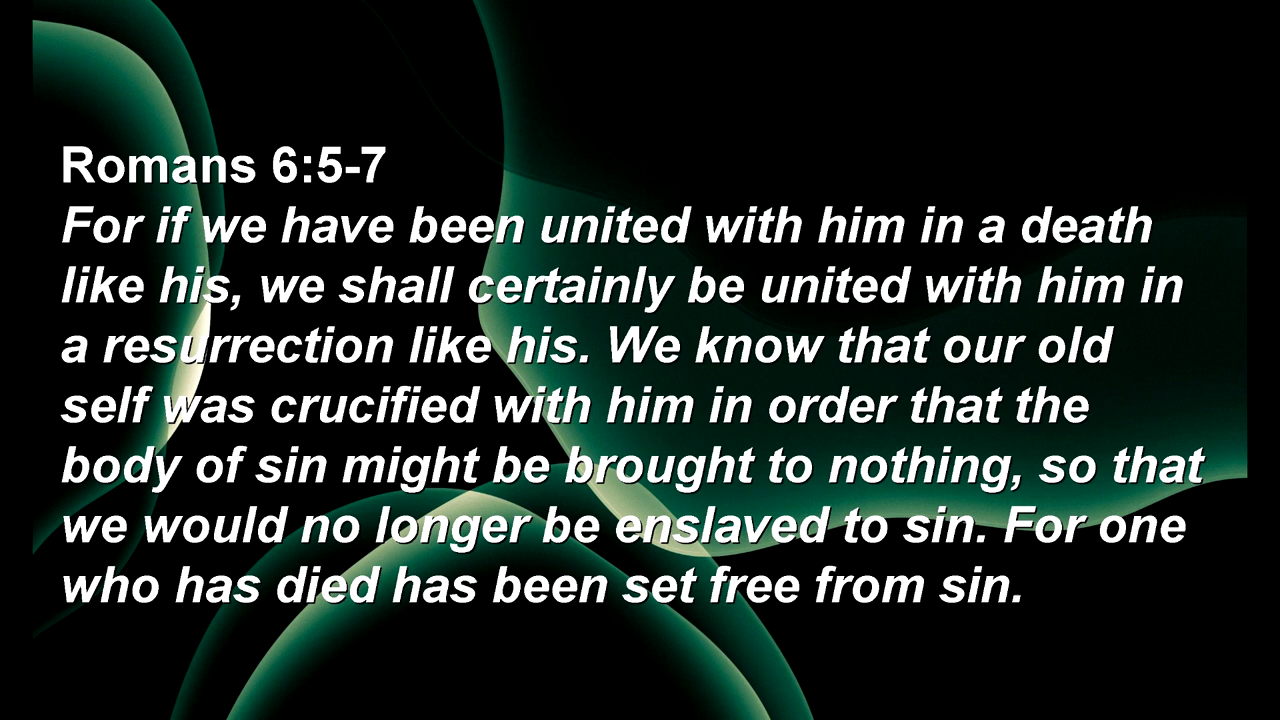 Romans 6:5-7
For if we have been united with him in a death
like his, we shall certainly be united with him in
a resurrection like his. We know that our old
self was crucified with him in order that the
body of sin might be brought to nothing, so that
we would no longer be enslaved to sin. For one
who has died has been set free from sin.